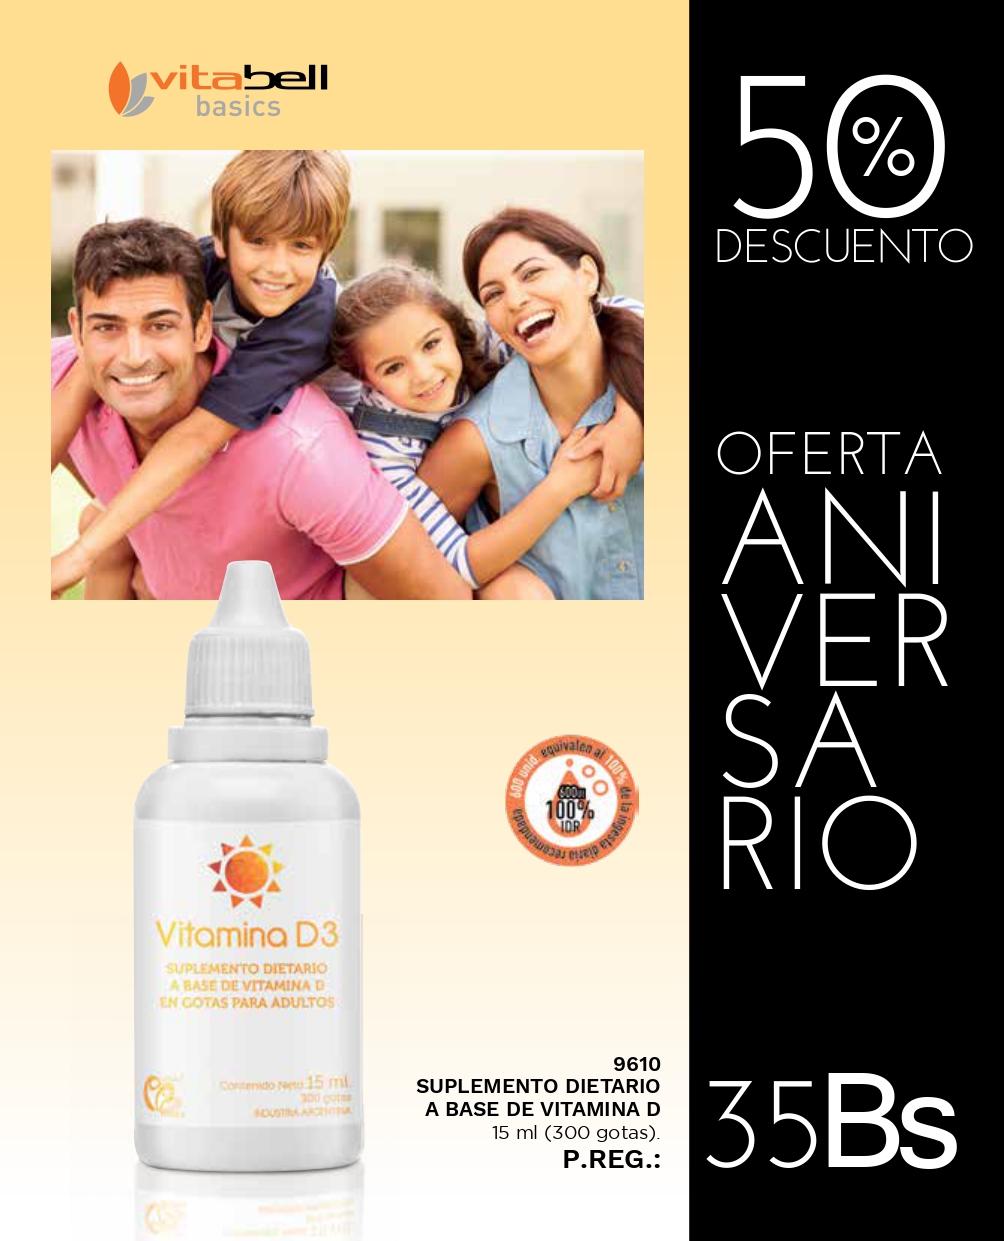 vitabell
basics
50%
DESCUENTO
OFERTA
ANI
VER
SA
RIO
600 unid. equivalen al 100% de la ingesta diaria recomendada
600UI
100%
IDR
Vitamina D3
SUPLEMENTO DIETARIO
A BASE DE VITAMINA D
EN GOTAS PARA ADULTOS
Contenido Neto: 15 ml.
300 gotas
INDUSTRIA ARGENTINA
9610
SUPLEMENTO DIETARIO
A BASE DE VITAMINA D
15 ml (300 gotas).
P.REG.:
35Bs